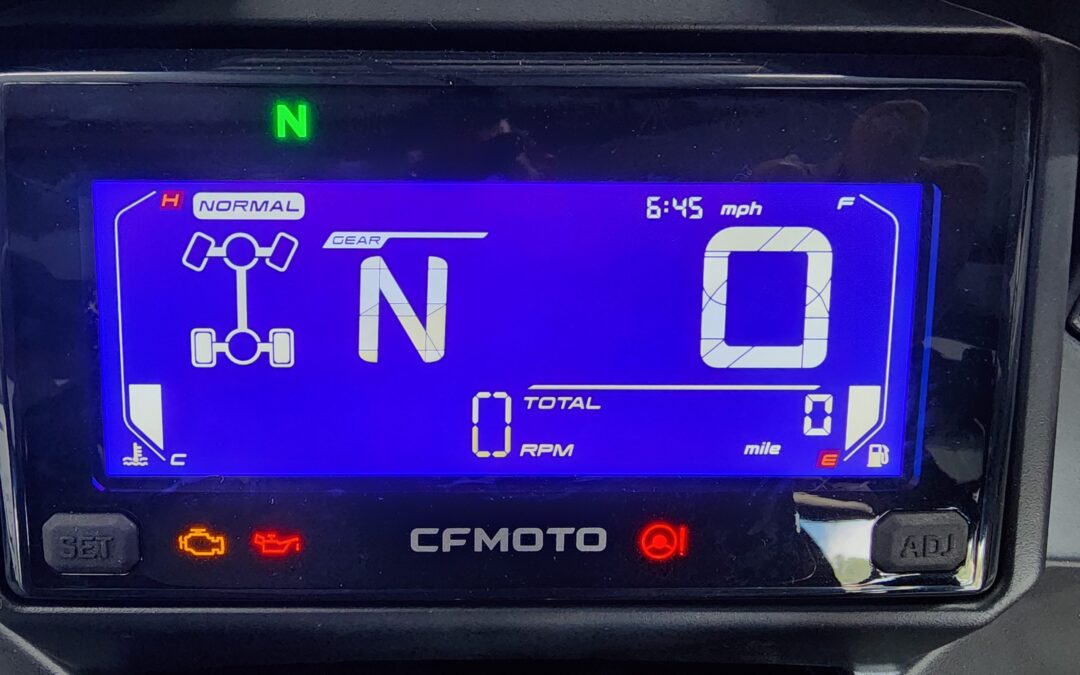 N
H NORMAL 6:45 mph F
GEAR
N 0
0 TOTAL 0
RPM mile
C E
SET CFMOTO ADJ